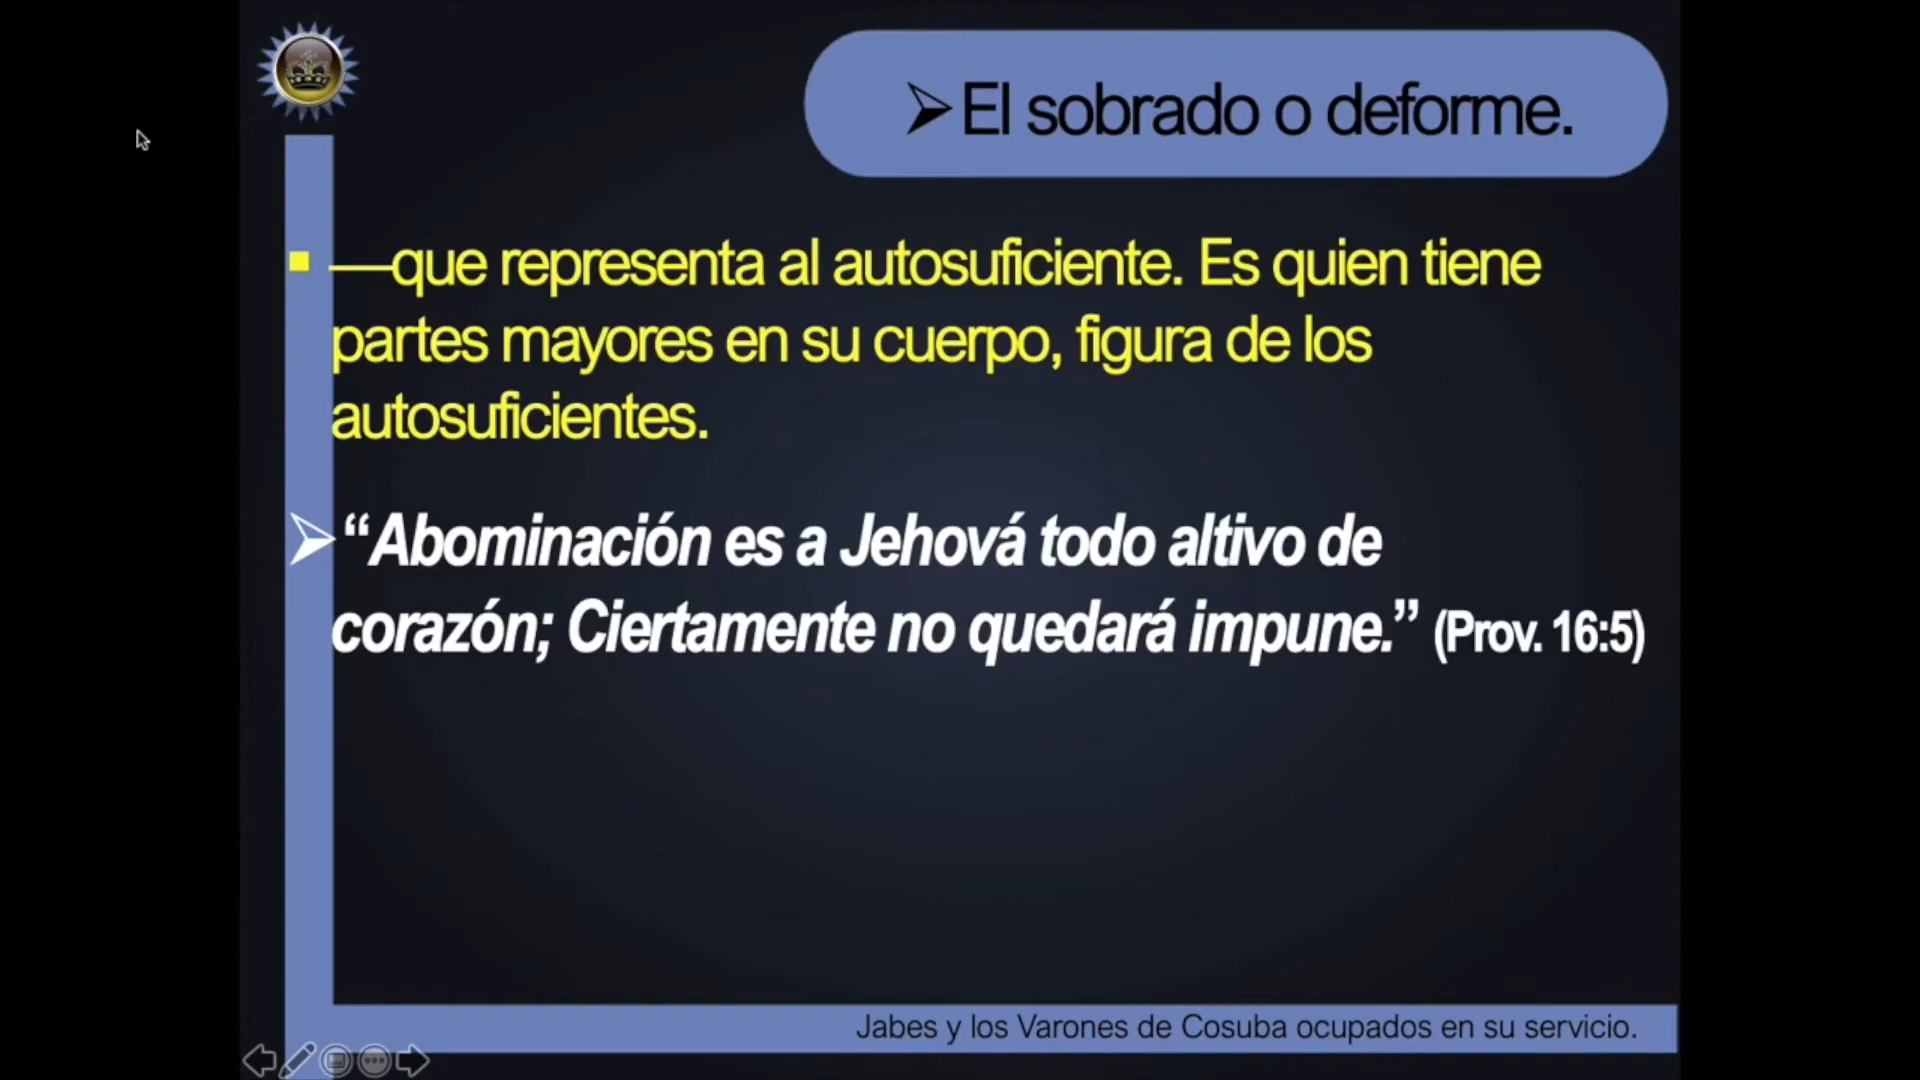 ➢El sobrado o deforme.
▪ —que representa al autosuficiente. Es quien tiene
partes mayores en su cuerpo, figura de los
autosuficientes.
➢“Abominación es a Jehová todo altivo de
corazón; Ciertamente no quedará impune.” (Prov. 16:5)
Jabes y los Varones de Cosuba ocupados en su servicio.